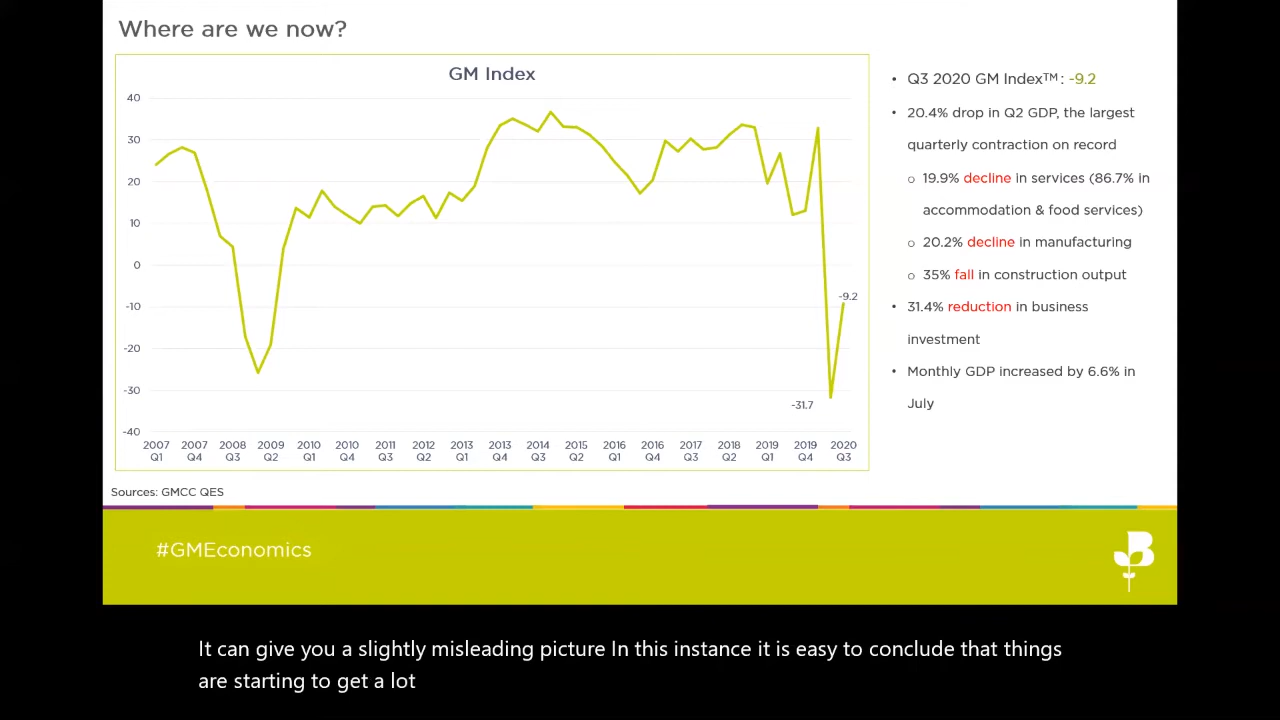 Where are we now?
GM Index
40
30
20
10
0
-10
-20
-30
-40
-9.2
-31.7
2007 2007 2008 2009 2010 2010 2011 2012 2013 2013 2014 2015 2016 2016 2017 2018 2019 2019 2020
Q1 Q4 Q3 Q2 Q1 Q4 Q3 Q2 Q1 Q4 Q3 Q2 Q1 Q4 Q3 Q2 Q1 Q4 Q3
Sources: GMCC QES
• Q3 2020 GM Index™: -9.2
• 20.4% drop in Q2 GDP, the largest
quarterly contraction on record
o 19.9% decline in services (86.7% in
accommodation & food services)
o 20.2% decline in manufacturing
o 35% fall in construction output
• 31.4% reduction in business
investment
• Monthly GDP increased by 6.6% in
July
#GMEconomics
It can give you a slightly misleading picture In this instance it is easy to conclude that things
are starting to get a lot